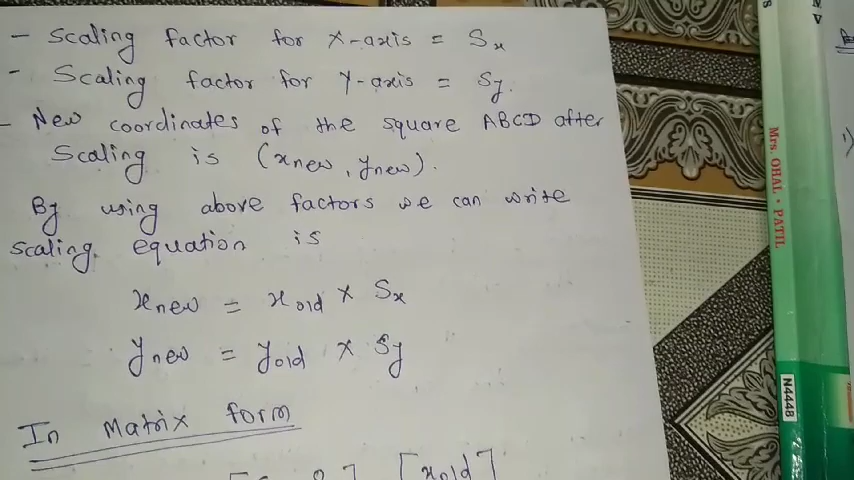 - Scaling factor for X-axis = Sx
- Scaling factor for Y-axis = Sy.
- New coordinates of the square ABCD after
Scaling is (xnew, ynew).
By using above factors we can write
scaling equation is
xnew = xold × Sx
ynew = yold × Sy
In Matrix form
[xold]
Mrs. OHAL • PATIL
N4448
1)